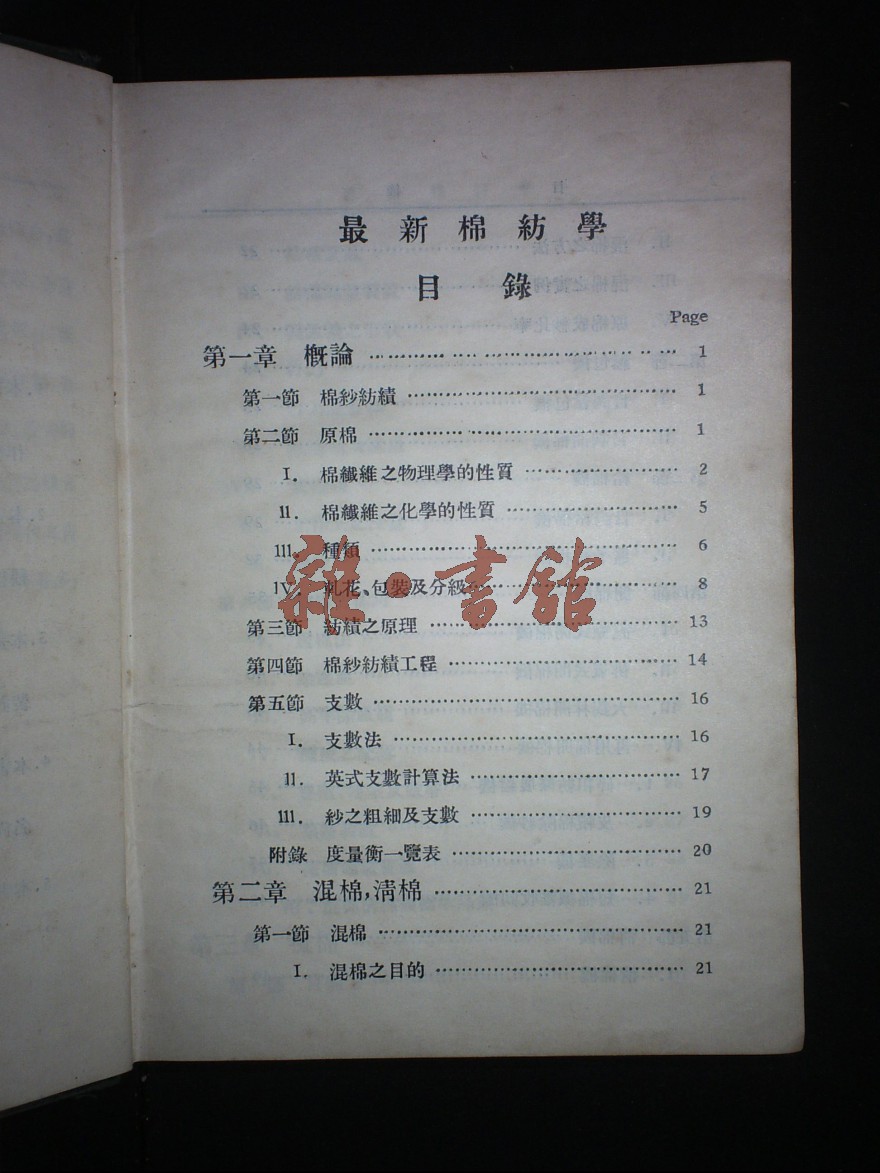 最新棉紡學
目錄
Page
第一章 概論 …… 1
第一節 棉紗紡績 …… 1
第二節 原棉 …… 1
I. 棉纖維之物理學的性質 …… 2
II. 棉纖維之化學的性質 …… 5
III. 種類 …… 6
IV. 軋花、包裝及分級 …… 8
第三節 紡績之原理 …… 13
第四節 棉紗紡績工程 …… 14
第五節 支數 …… 16
I. 支數法 …… 16
II. 英式支數計算法 …… 17
III. 紗之粗細及支數 …… 19
附錄 度量衡一覽表 …… 20
第二章 混棉,淸棉 …… 21
第一節 混棉 …… 21
I. 混棉之目的 …… 21
雜·書館